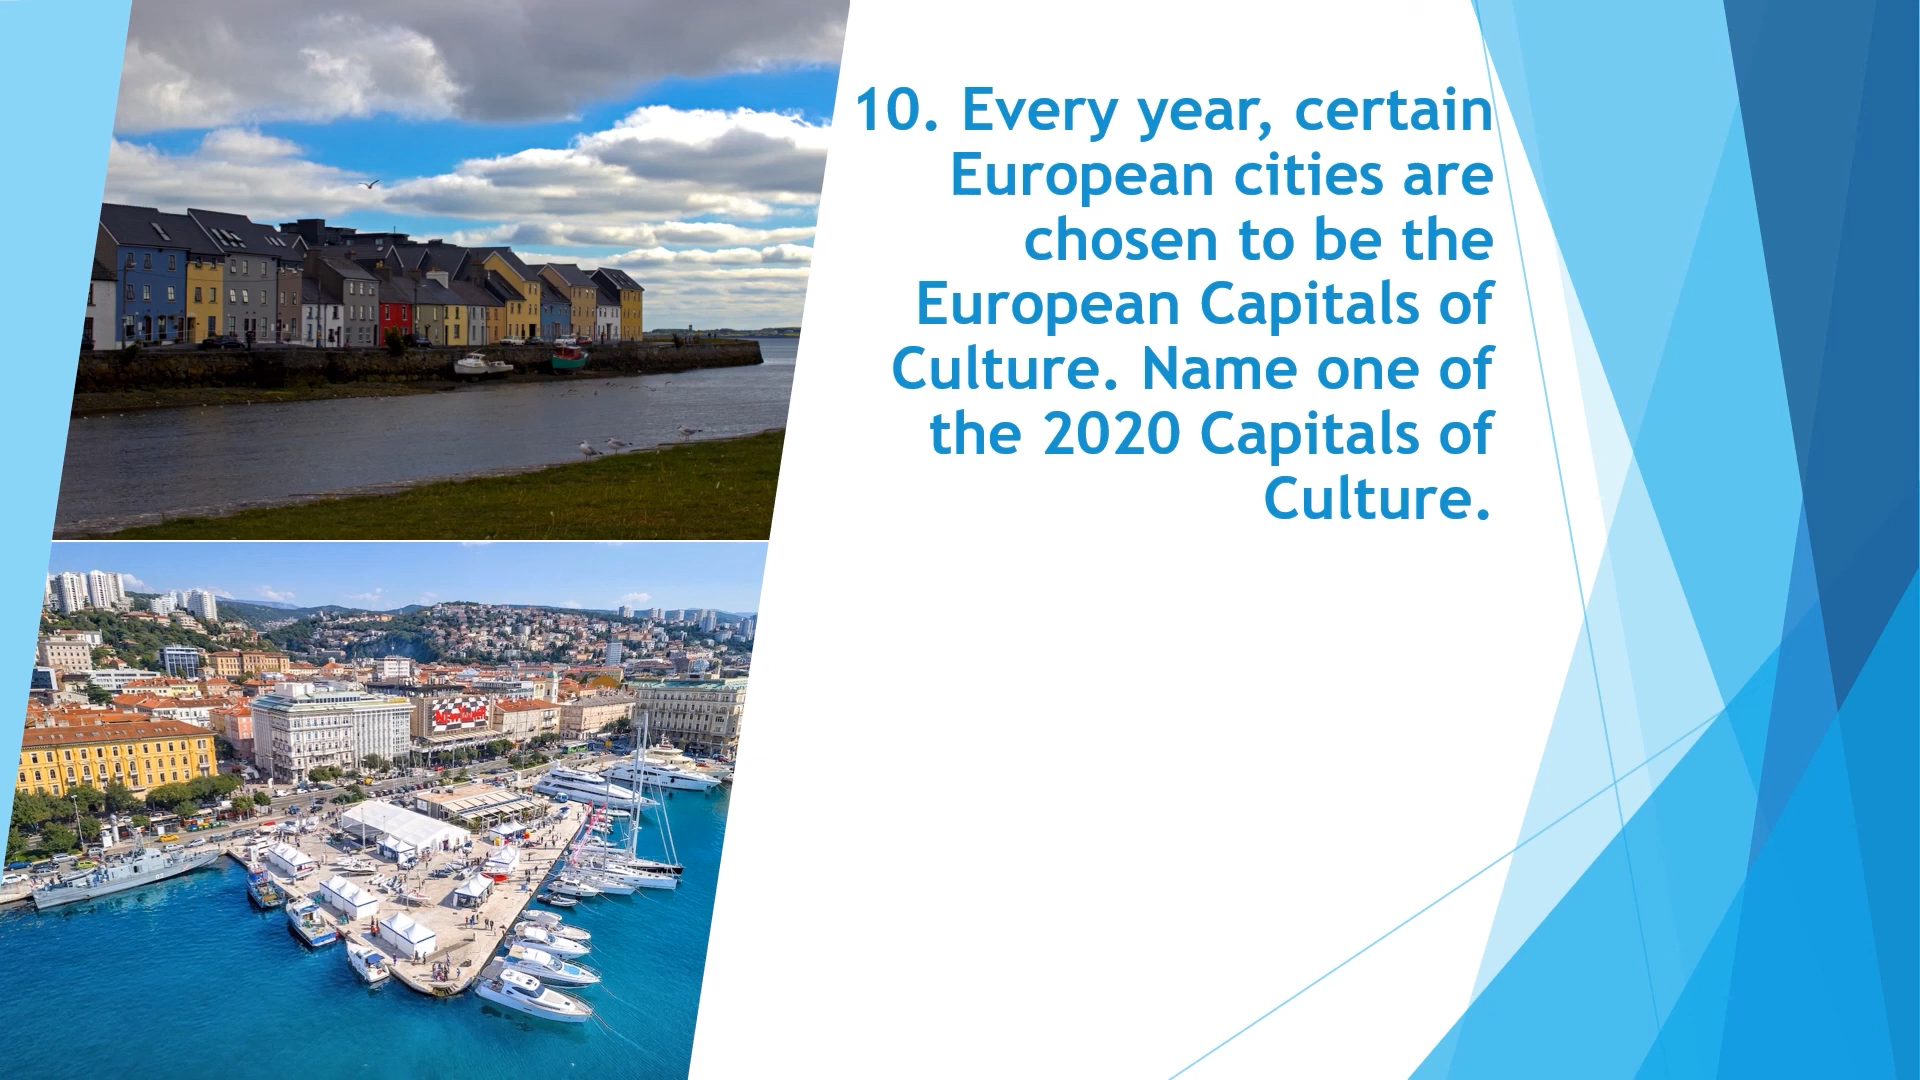 10. Every year, certain
European cities are
chosen to be the
European Capitals of
Culture. Name one of
the 2020 Capitals of
Culture.